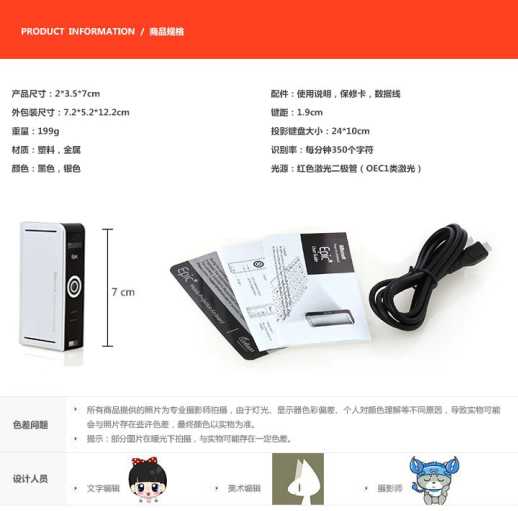 PRODUCT INFORMATION / 商品规格
产品尺寸：2*3.5*7cm
外包装尺寸：7.2*5.2*12.2cm
重量：199g
材质：塑料，金属
颜色：黑色，银色
配件：使用说明，保修卡，数据线
键距：1.9cm
投影键盘大小：24*10cm
识别率：每分钟350个字符
光源：红色激光二极管（OEC1类激光）
Epic
7 cm
Epic
Epic
User Guide
Celluon
色差问题
所有商品提供的照片为专业摄影师拍摄，由于灯光、显示器色彩偏差、个人对颜色理解等不同原因，导致实物可能
会与照片存在些许色差，最终颜色以实物为准。
提示：部分图片在曝光下拍摄，与实物可能存在一定色差。
设计人员
文字编辑
美术编辑
摄影师